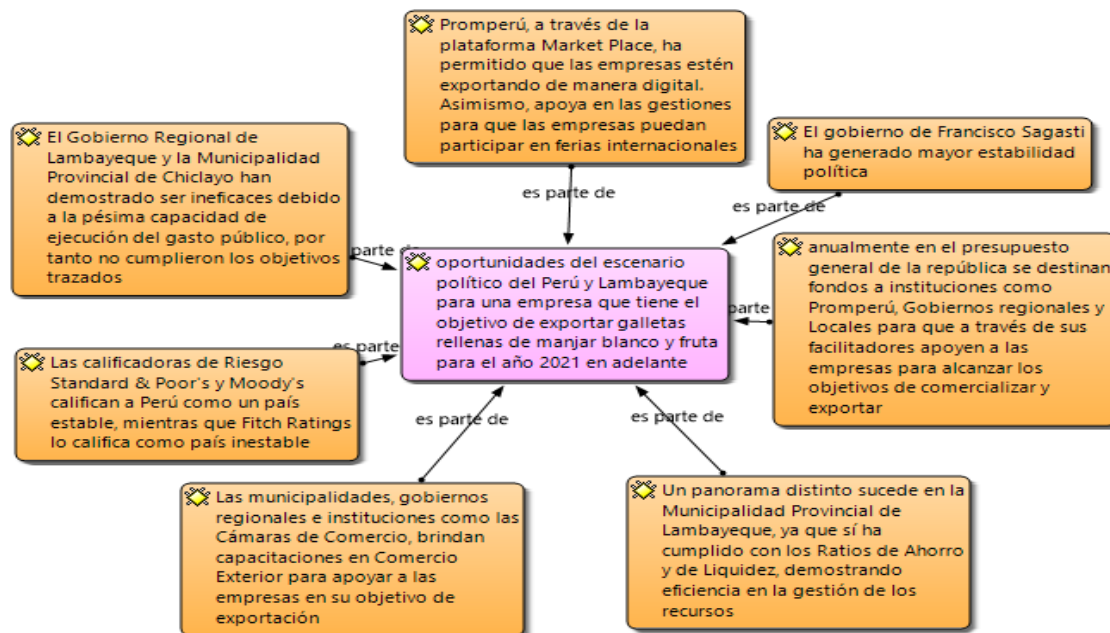 Promperú, a través de la
plataforma Market Place, ha
permitido que las empresas estén
exportando de manera digital.
Asimismo, apoya en las gestiones
para que las empresas puedan
participar en ferias internacionales
El Gobierno Regional de
Lambayeque y la Municipalidad
Provincial de Chiclayo han
demostrado ser ineficaces debido
a la pésima capacidad de
ejecución del gasto público, por
tanto no cumplieron los objetivos
trazados
El gobierno de Francisco Sagasti
ha generado mayor estabilidad
política
es parte de
es parte de
parte de
oportunidades del escenario
político del Perú y Lambayeque
para una empresa que tiene el
objetivo de exportar galletas
rellenas de manjar blanco y fruta
para el año 2021 en adelante
parte
anualmente en el presupuesto
general de la república se destinan
fondos a instituciones como
Promperú, Gobiernos regionales y
Locales para que a través de sus
facilitadores apoyen a las
empresas para alcanzar los
objetivos de comercializar y
exportar
es parte
Las calificadoras de Riesgo
Standard & Poor's y Moody's
califican a Perú como un país
estable, mientras que Fitch Ratings
lo califica como país inestable
es parte de
es parte de
Las municipalidades, gobiernos
regionales e instituciones como las
Cámaras de Comercio, brindan
capacitaciones en Comercio
Exterior para apoyar a las
empresas en su objetivo de
exportación
Un panorama distinto sucede en la
Municipalidad Provincial de
Lambayeque, ya que sí ha
cumplido con los Ratios de Ahorro
y de Liquidez, demostrando
eficiencia en la gestión de los
recursos